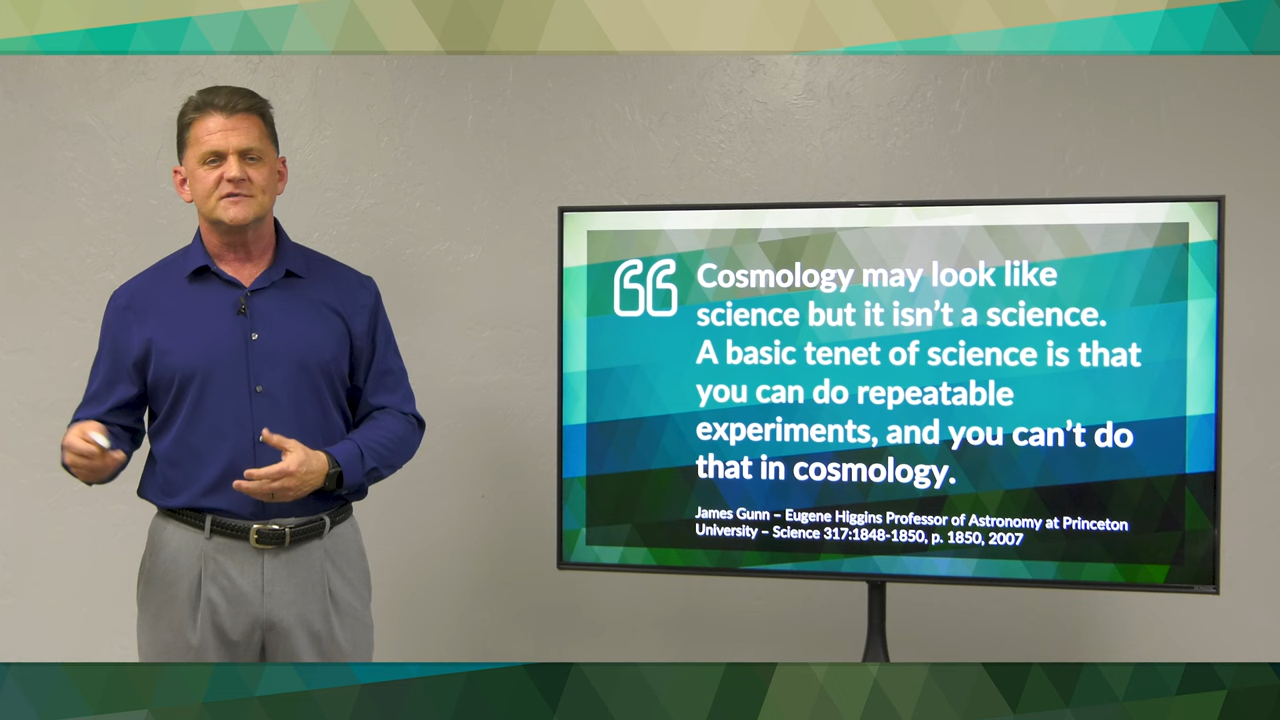 Cosmology may look like
science but it isn’t a science.
A basic tenet of science is that
you can do repeatable
experiments, and you can’t do
that in cosmology.
James Gunn – Eugene Higgins Professor of Astronomy at Princeton
University – Science 317:1848-1850, p. 1850, 2007